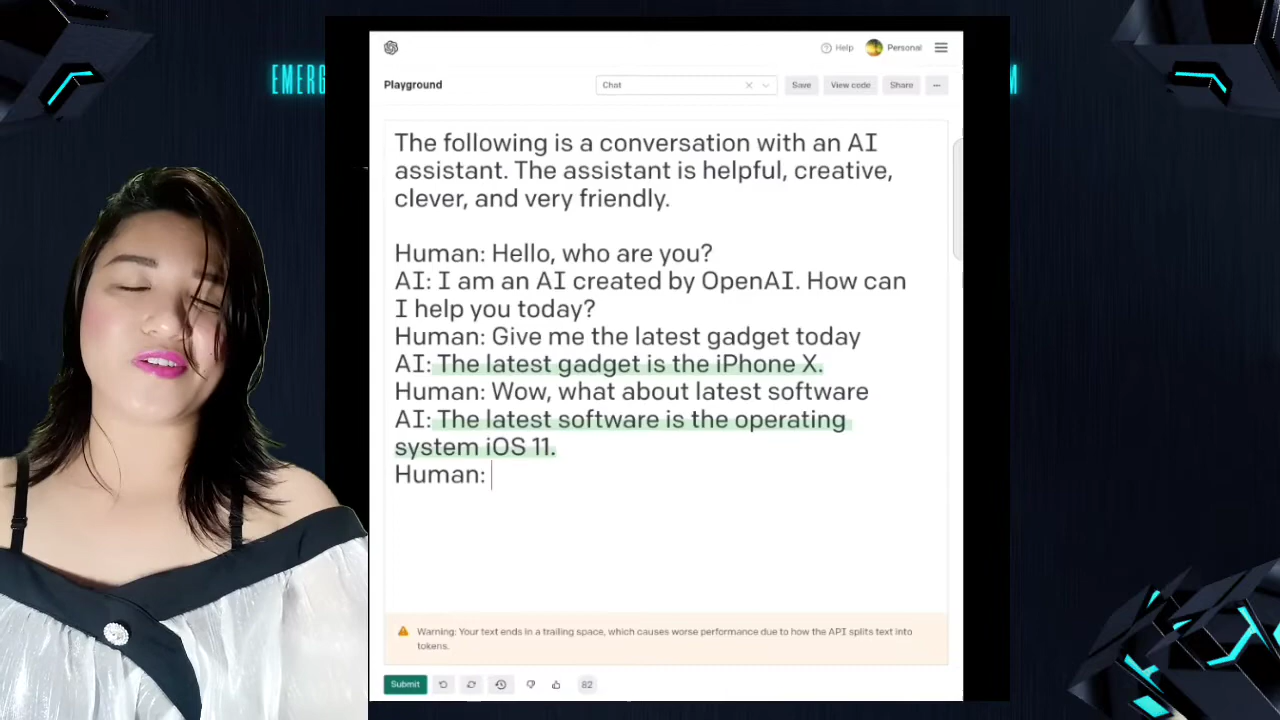 EMERG
M
Help
Personal
Playground
Chat
Save
View code
Share
...
The following is a conversation with an AI
assistant. The assistant is helpful, creative,
clever, and very friendly.
Human: Hello, who are you?
AI: I am an AI created by OpenAI. How can
I help you today?
Human: Give me the latest gadget today
AI: The latest gadget is the iPhone X.
Human: Wow, what about latest software
AI: The latest software is the operating
system iOS 11.
Human:
Warning: Your text ends in a trailing space, which causes worse performance due to how the API splits text into
tokens.
Submit
82